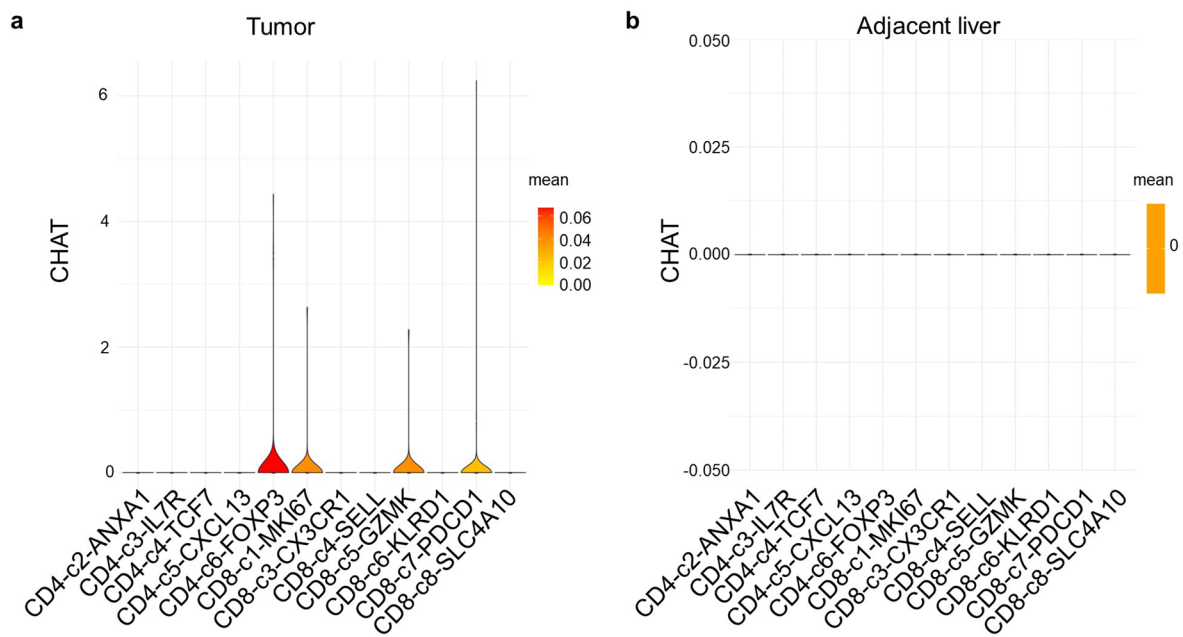 a
Tumor
CHAT
6
4
2
0
mean
0.06
0.04
0.02
0.00
CD4-c2-ANXA1
CD4-c3-IL7R
CD4-c4-TCF7
CD4-c5-CXCL13
CD4-c6-FOXP3
CD8-c1-MKI67
CD8-c3-CX3CR1
CD8-c4-SELL
CD8-c5-GZMK
CD8-c6-KLRD1
CD8-c7-PDCD1
CD8-c8-SLC4A10
b
Adjacent liver
CHAT
0.050
0.025
0.000
-0.025
-0.050
mean
0
CD4-c2-ANXA1
CD4-c3-IL7R
CD4-c4-TCF7
CD4-c5-CXCL13
CD4-c6-FOXP3
CD8-c1-MKI67
CD8-c3-CX3CR1
CD8-c4-SELL
CD8-c5-GZMK
CD8-c6-KLRD1
CD8-c7-PDCD1
CD8-c8-SLC4A10